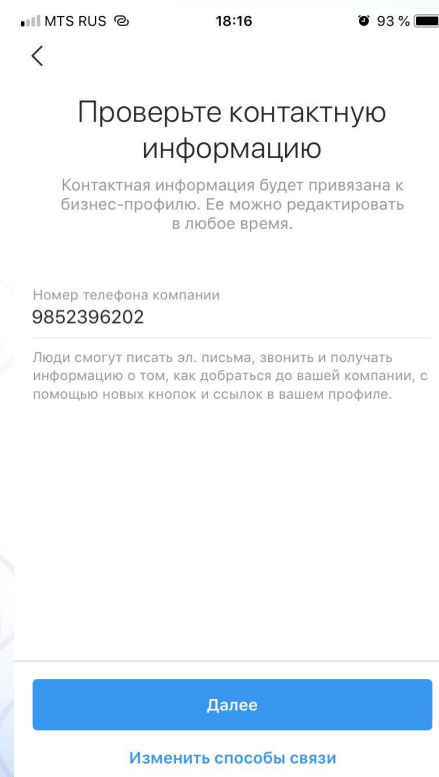 MTS RUS 18:16 93 %
Проверьте контактную
информацию
Контактная информация будет привязана к
бизнес-профилю. Ее можно редактировать
в любое время.
Номер телефона компании
9852396202
Люди смогут писать эл. письма, звонить и получать
информацию о том, как добраться до вашей компании, с
помощью новых кнопок и ссылок в вашем профиле.
Далее
Изменить способы связи